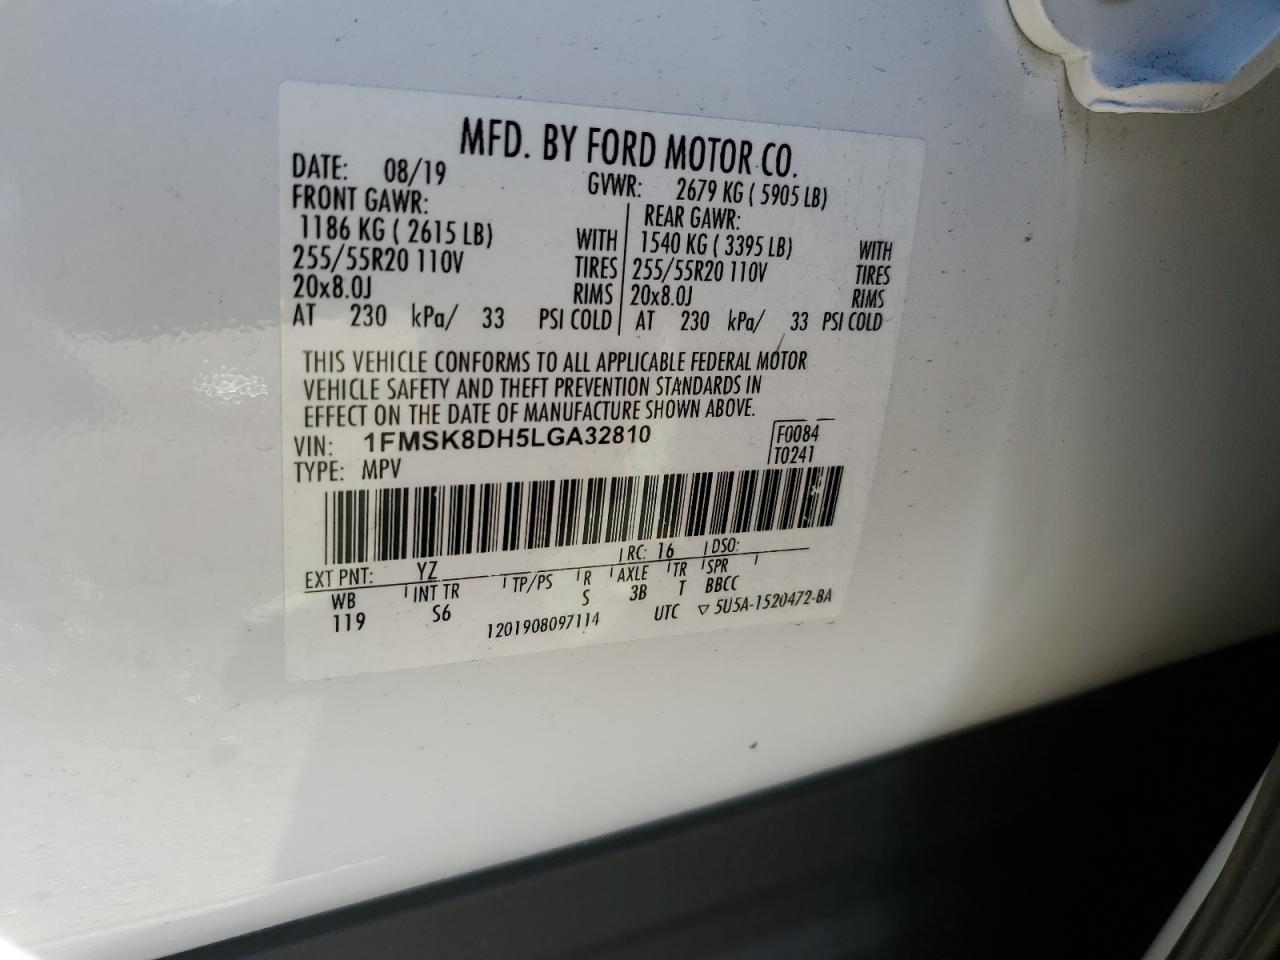 MFD. BY FORD MOTOR CO.
DATE: 08/19 GVWR: 2679 KG ( 5905 LB)
FRONT GAWR: REAR GAWR:
1186 KG ( 2615 LB) WITH 1540 KG ( 3395 LB) WITH
255/55R20 110V TIRES 255/55R20 110V TIRES
20x8.0J RIMS 20x8.0J RIMS
AT 230 kPa/ 33 PSI COLD AT 230 kPa/ 33 PSI COLD
THIS VEHICLE CONFORMS TO ALL APPLICABLE FEDERAL MOTOR
VEHICLE SAFETY AND THEFT PREVENTION STANDARDS IN
EFFECT ON THE DATE OF MANUFACTURE SHOWN ABOVE.
VIN: 1FMSK8DH5LGA32810 F0084
TYPE: MPV T0241
EXT PNT: YZ RC: 16 DSO:
WB INT TR TP/PS R AXLE TR SPR
119 S6 S 3B T BBCC
1201908097114 UTC ▽ 5U5A-1520472-BA